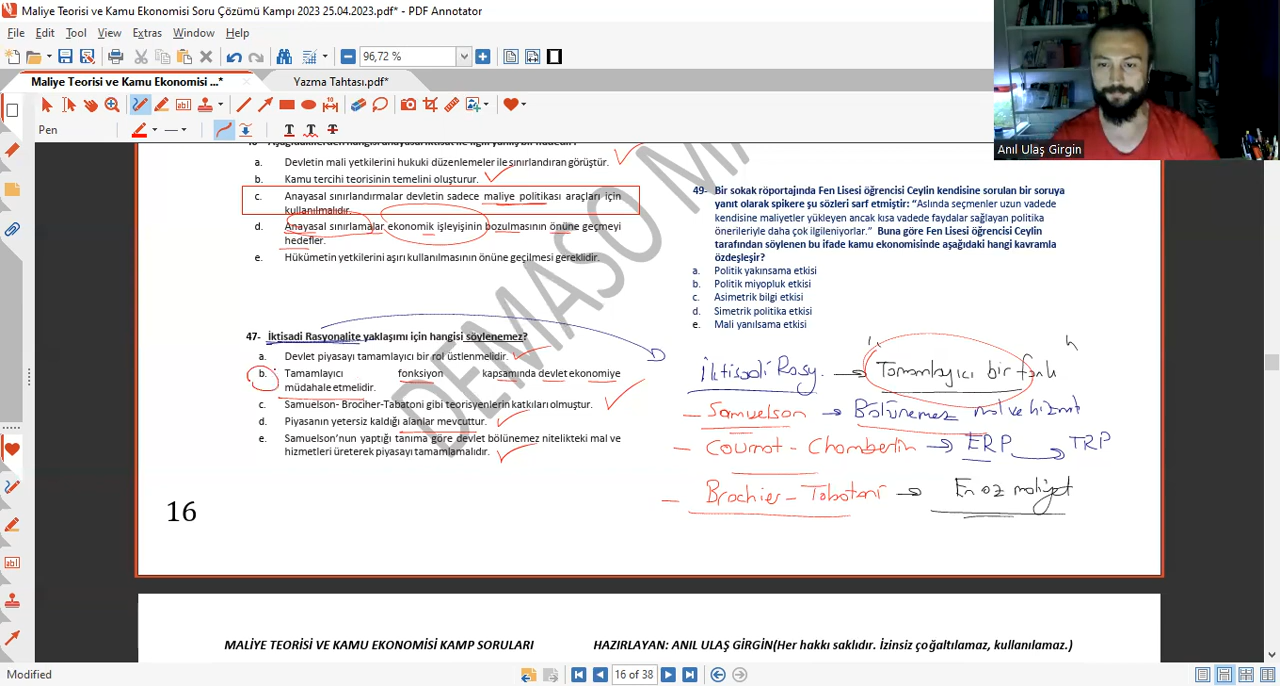 Maliye Teorisi ve Kamu Ekonomisi Soru Çözümü Kampı 2023 25.04.2023.pdf* - PDF Annotator
File Edit Tool View Extras Window Help
96,72 %
Maliye Teorisi ve Kamu Ekonomisi ...*
Yazma Tahtası.pdf*
Pen
Anıl Ulaş Girgin
a. Devletin mali yetkilerini hukuki düzenlemeler ile sınırlandıran görüştür.
b. Kamu tercihi teorisinin temelini oluşturur.
c. Anayasal sınırlandırmalar devletin sadece maliye politikası araçları için
kullanılmalıdır.
d. Anayasal sınırlamalar ekonomik işleyişinin bozulmasının önüne geçmeyi
hedefler.
e. Hükümetin yetkilerini aşırı kullanılmasının önüne geçilmesi gereklidir.
47- İktisadi Rasyonalite yaklaşımı için hangisi söylenemez?
a. Devlet piyasayı tamamlayıcı bir rol üstlenmelidir.
b. Tamamlayıcı fonksiyon kapsamında devlet ekonomiye
müdahale etmelidir.
c. Samuelson- Brociher-Tabatoni gibi teorisyenlerin katkıları olmuştur.
d. Piyasanın yetersiz kaldığı alanlar mevcuttur.
e. Samuelson'nun yaptığı tanıma göre devlet bölünemez nitelikteki mal ve
hizmetleri üreterek piyasayı tamamlamalıdır.
16
DEMASO MA
49- Bir sokak röportajında Fen Lisesi öğrencisi Ceylin kendisine sorulan bir soruya
yanıt olarak spikere şu sözleri sarf etmiştir: “Aslında seçmenler uzun vadede
kendisine maliyetler yükleyen ancak kısa vadede faydalar sağlayan politika
önerileriyle daha çok ilgileniyorlar.” Buna göre Fen Lisesi öğrencisi Ceylin
tarafından söylenen bu ifade kamu ekonomisinde aşağıdaki hangi kavramla
özdeşleşir?
a. Politik yakınsama etkisi
b. Politik miyopluk etkisi
c. Asimetrik bilgi etkisi
d. Simetrik politika etkisi
e. Mali yanılsama etkisi
İktisadi Rasy. → Tamamlayıcı bir fonk
- Samuelson → Bölünemez mal ve hizmet
- Cournot - Chamberlin → ERP → TRP
- Brochier - Tabatoni → En az maliyet
MALİYE TEORİSİ VE KAMU EKONOMİSİ KAMP SORULARI
HAZIRLAYAN: ANIL ULAŞ GİRGİN(Her hakkı saklıdır. İzinsiz çoğaltılamaz, kullanılamaz.)
Modified
16 of 38